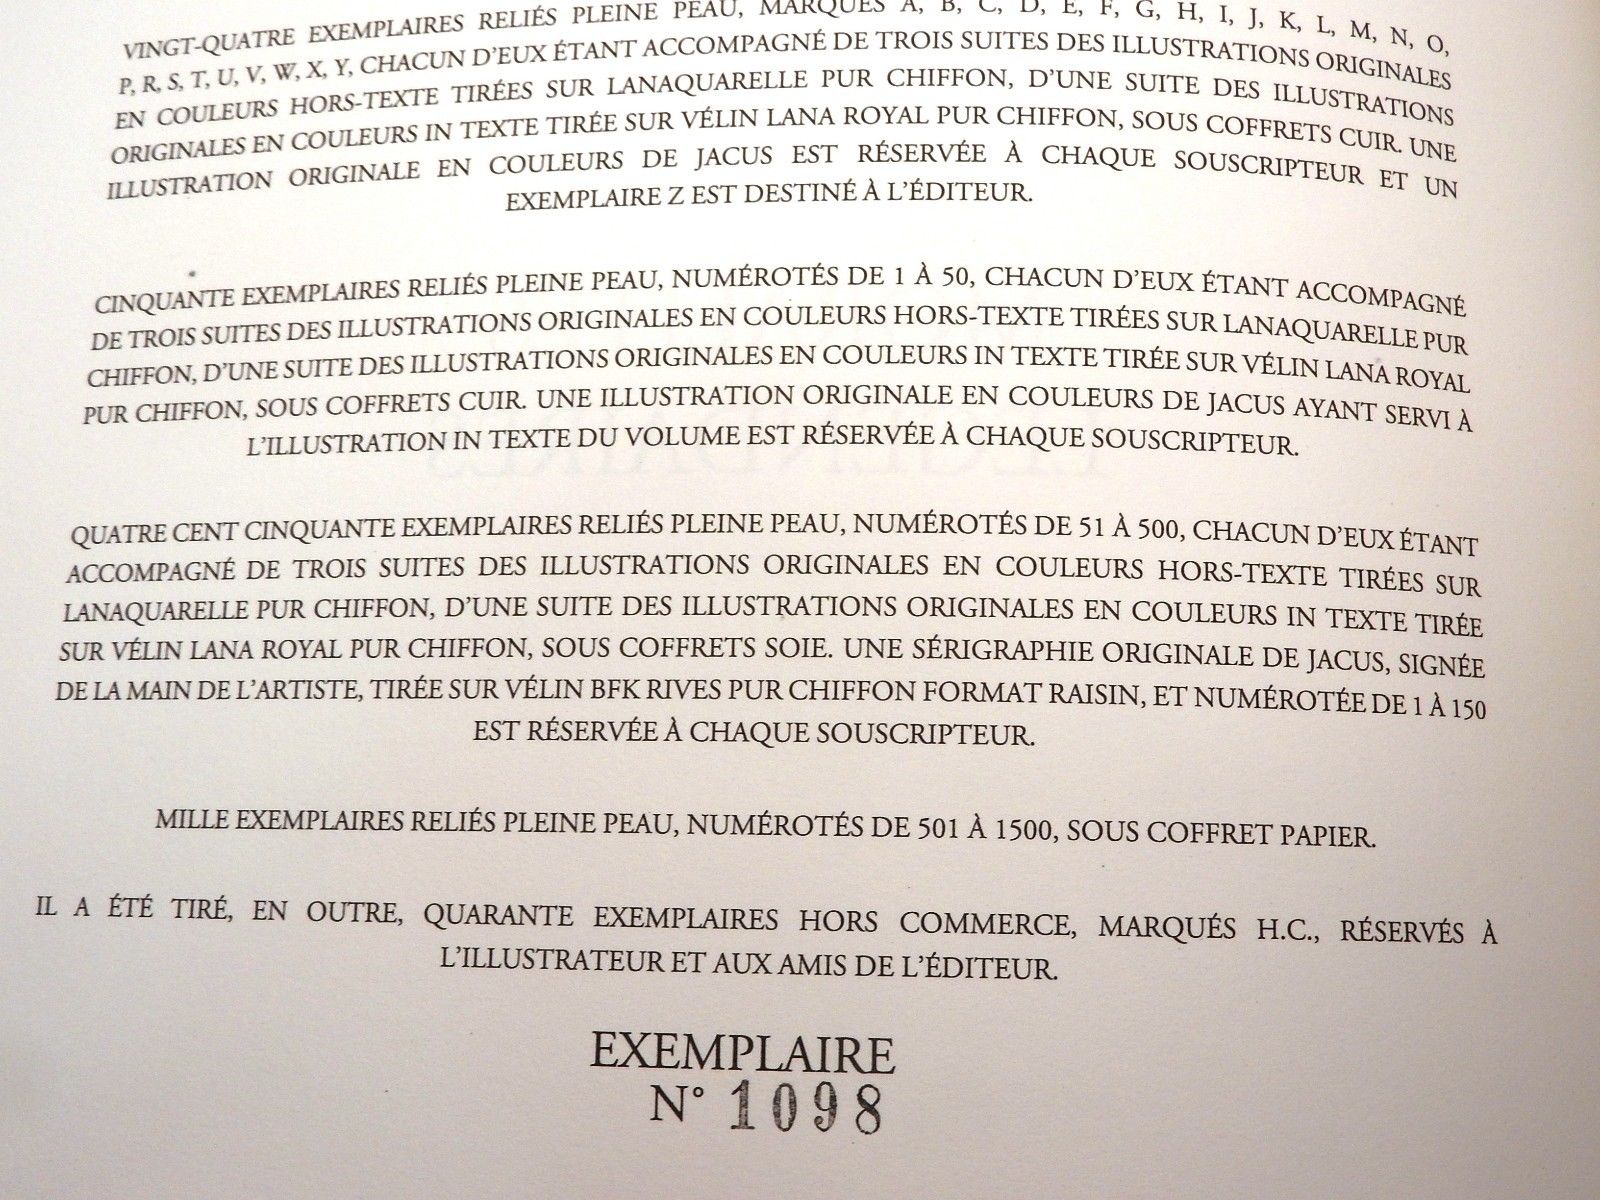 VINGT-QUATRE EXEMPLAIRES RELIÉS PLEINE PEAU, MARQUÉS A, B, C, D, E, F, G, H, I, J, K, L, M, N, O,
P, R, S, T, U, V, W, X, Y, CHACUN D'EUX ÉTANT ACCOMPAGNÉ DE TROIS SUITES DES ILLUSTRATIONS ORIGINALES
EN COULEURS HORS-TEXTE TIRÉES SUR LANAQUARELLE PUR CHIFFON, D'UNE SUITE DES ILLUSTRATIONS
ORIGINALES EN COULEURS IN TEXTE TIRÉE SUR VÉLIN LANA ROYAL PUR CHIFFON, SOUS COFFRETS CUIR. UNE
ILLUSTRATION ORIGINALE EN COULEURS DE JACUS EST RÉSERVÉE À CHAQUE SOUSCRIPTEUR ET UN
EXEMPLAIRE Z EST DESTINÉ À L'ÉDITEUR.
CINQUANTE EXEMPLAIRES RELIÉS PLEINE PEAU, NUMÉROTÉS DE 1 À 50, CHACUN D'EUX ÉTANT ACCOMPAGNÉ
DE TROIS SUITES DES ILLUSTRATIONS ORIGINALES EN COULEURS HORS-TEXTE TIRÉES SUR LANAQUARELLE PUR
CHIFFON, D'UNE SUITE DES ILLUSTRATIONS ORIGINALES EN COULEURS IN TEXTE TIRÉE SUR VÉLIN LANA ROYAL
PUR CHIFFON, SOUS COFFRETS CUIR. UNE ILLUSTRATION ORIGINALE EN COULEURS DE JACUS AYANT SERVI À
L'ILLUSTRATION IN TEXTE DU VOLUME EST RÉSERVÉE À CHAQUE SOUSCRIPTEUR.
QUATRE CENT CINQUANTE EXEMPLAIRES RELIÉS PLEINE PEAU, NUMÉROTÉS DE 51 À 500, CHACUN D'EUX ÉTANT
ACCOMPAGNÉ DE TROIS SUITES DES ILLUSTRATIONS ORIGINALES EN COULEURS HORS-TEXTE TIRÉES SUR
LANAQUARELLE PUR CHIFFON, D'UNE SUITE DES ILLUSTRATIONS ORIGINALES EN COULEURS IN TEXTE TIRÉE
SUR VÉLIN LANA ROYAL PUR CHIFFON, SOUS COFFRETS SOIE. UNE SÉRIGRAPHIE ORIGINALE DE JACUS, SIGNÉE
DE LA MAIN DE L'ARTISTE, TIRÉE SUR VÉLIN BFK RIVES PUR CHIFFON FORMAT RAISIN, ET NUMÉROTÉE DE 1 À 150
EST RÉSERVÉE À CHAQUE SOUSCRIPTEUR.
MILLE EXEMPLAIRES RELIÉS PLEINE PEAU, NUMÉROTÉS DE 501 À 1500, SOUS COFFRET PAPIER.
IL A ÉTÉ TIRÉ, EN OUTRE, QUARANTE EXEMPLAIRES HORS COMMERCE, MARQUÉS H.C., RÉSERVÉS À
L'ILLUSTRATEUR ET AUX AMIS DE L'ÉDITEUR.
EXEMPLAIRE
N° 1098